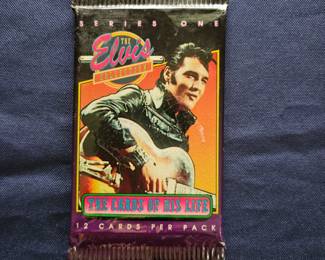 SERIES ONE
THE
Elvis
COLLECTION
THE CARDS OF HIS LIFE
12 CARDS PER PACK